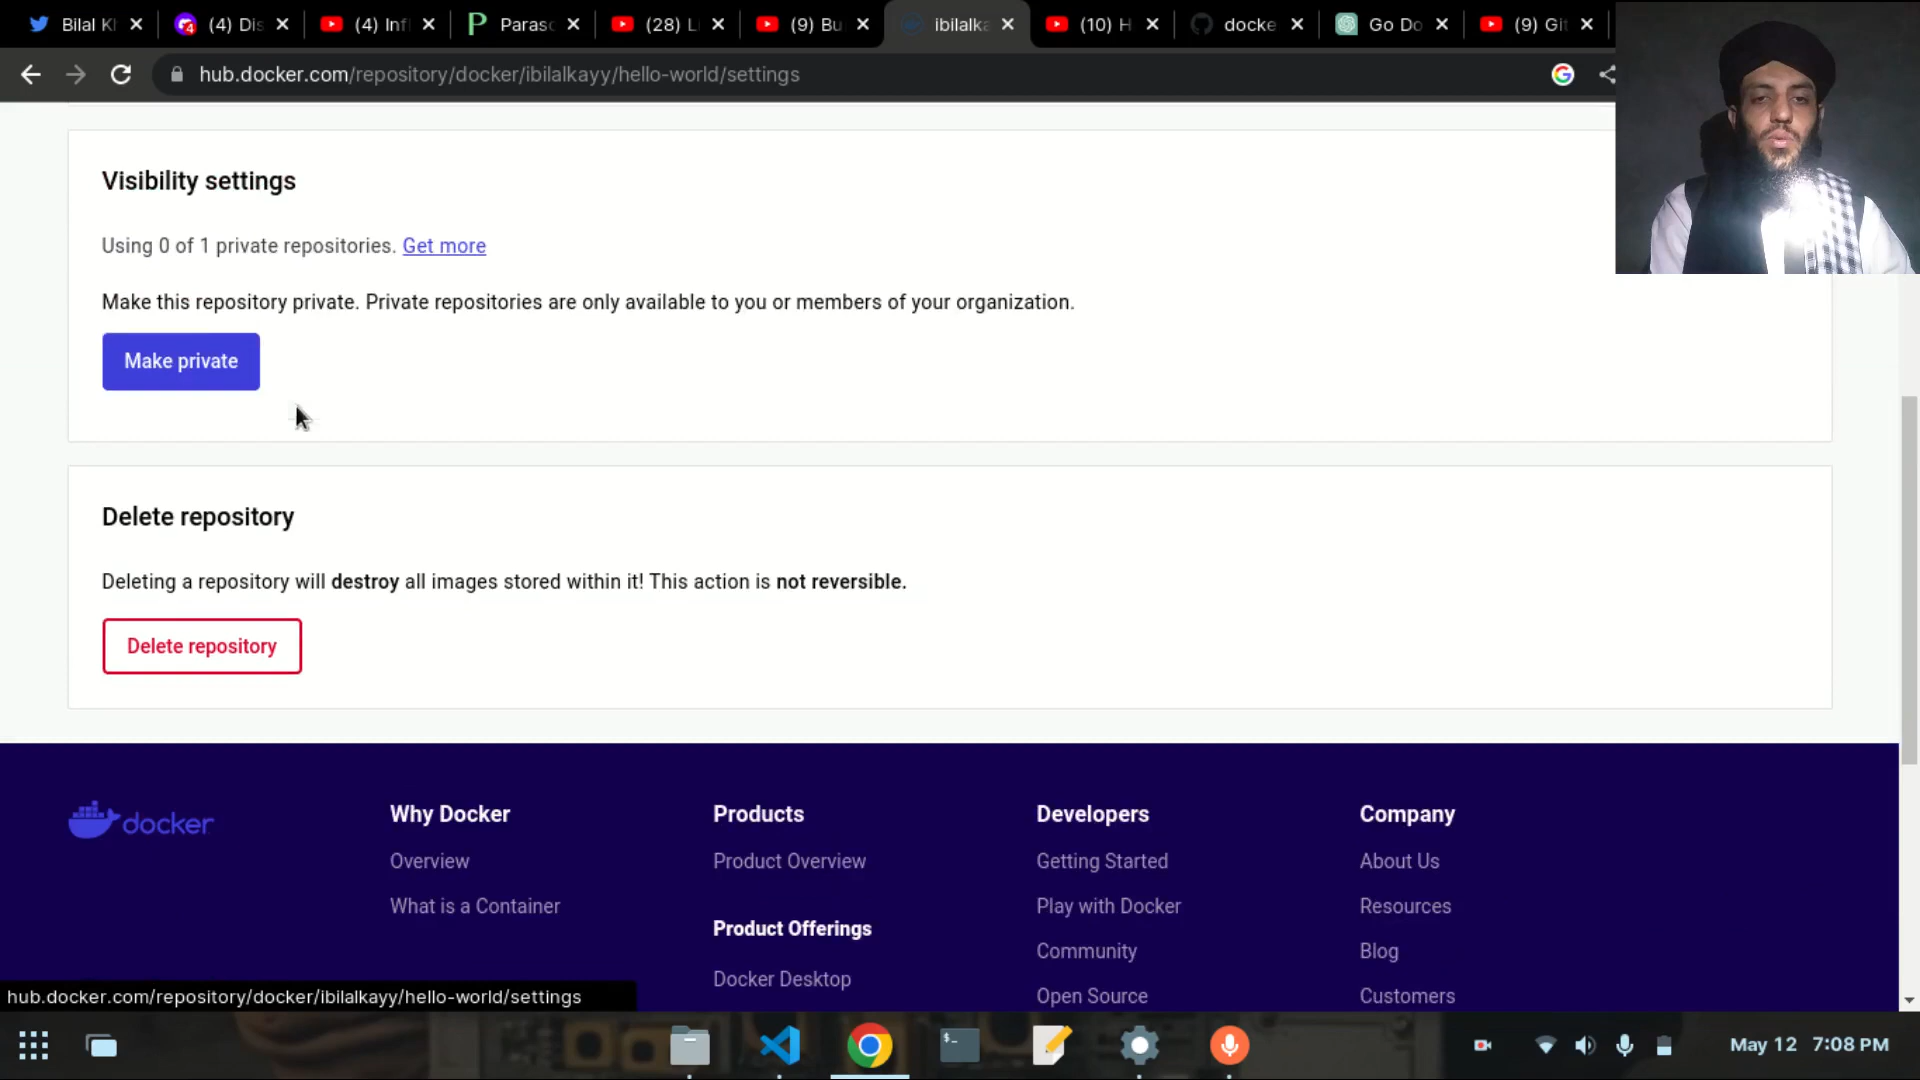 Bilal K
(4) Dis
(4) Inf
Paraso
(28) Li
(9) Bu
ibilalka
(10) H
docke
Go Do
(9) Git
hub.docker.com/repository/docker/ibilalkayy/hello-world/settings
Visibility settings
Using 0 of 1 private repositories. Get more
Make this repository private. Private repositories are only available to you or members of your organization.
Make private
Delete repository
Deleting a repository will destroy all images stored within it! This action is not reversible.
Delete repository
docker
Why Docker
Overview
What is a Container
Products
Product Overview
Product Offerings
Docker Desktop
Developers
Getting Started
Play with Docker
Community
Open Source
Company
About Us
Resources
Blog
Customers
hub.docker.com/repository/docker/ibilalkayy/hello-world/settings
May 12 7:08 PM